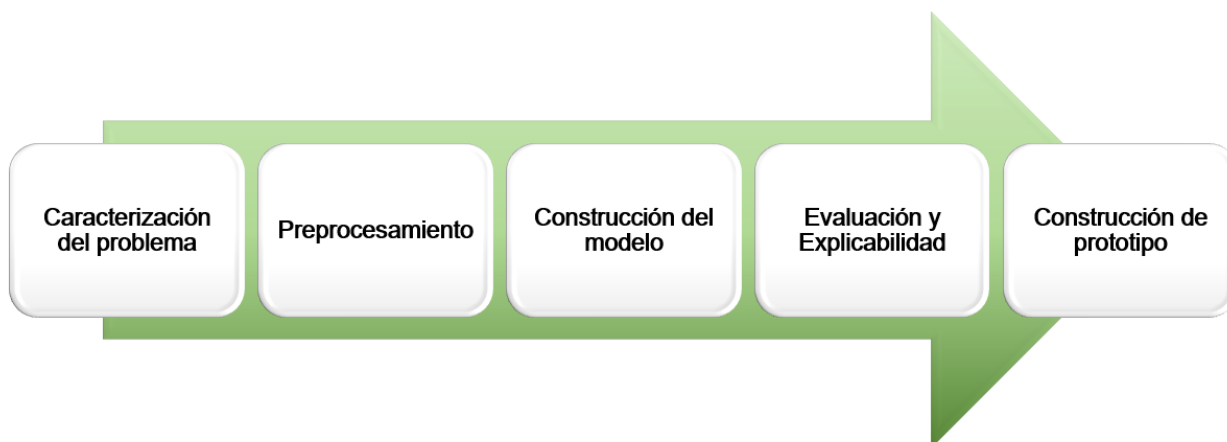 Caracterización
del problema
Preprocesamiento
Construcción del
modelo
Evaluación y
Explicabilidad
Construcción de
prototipo